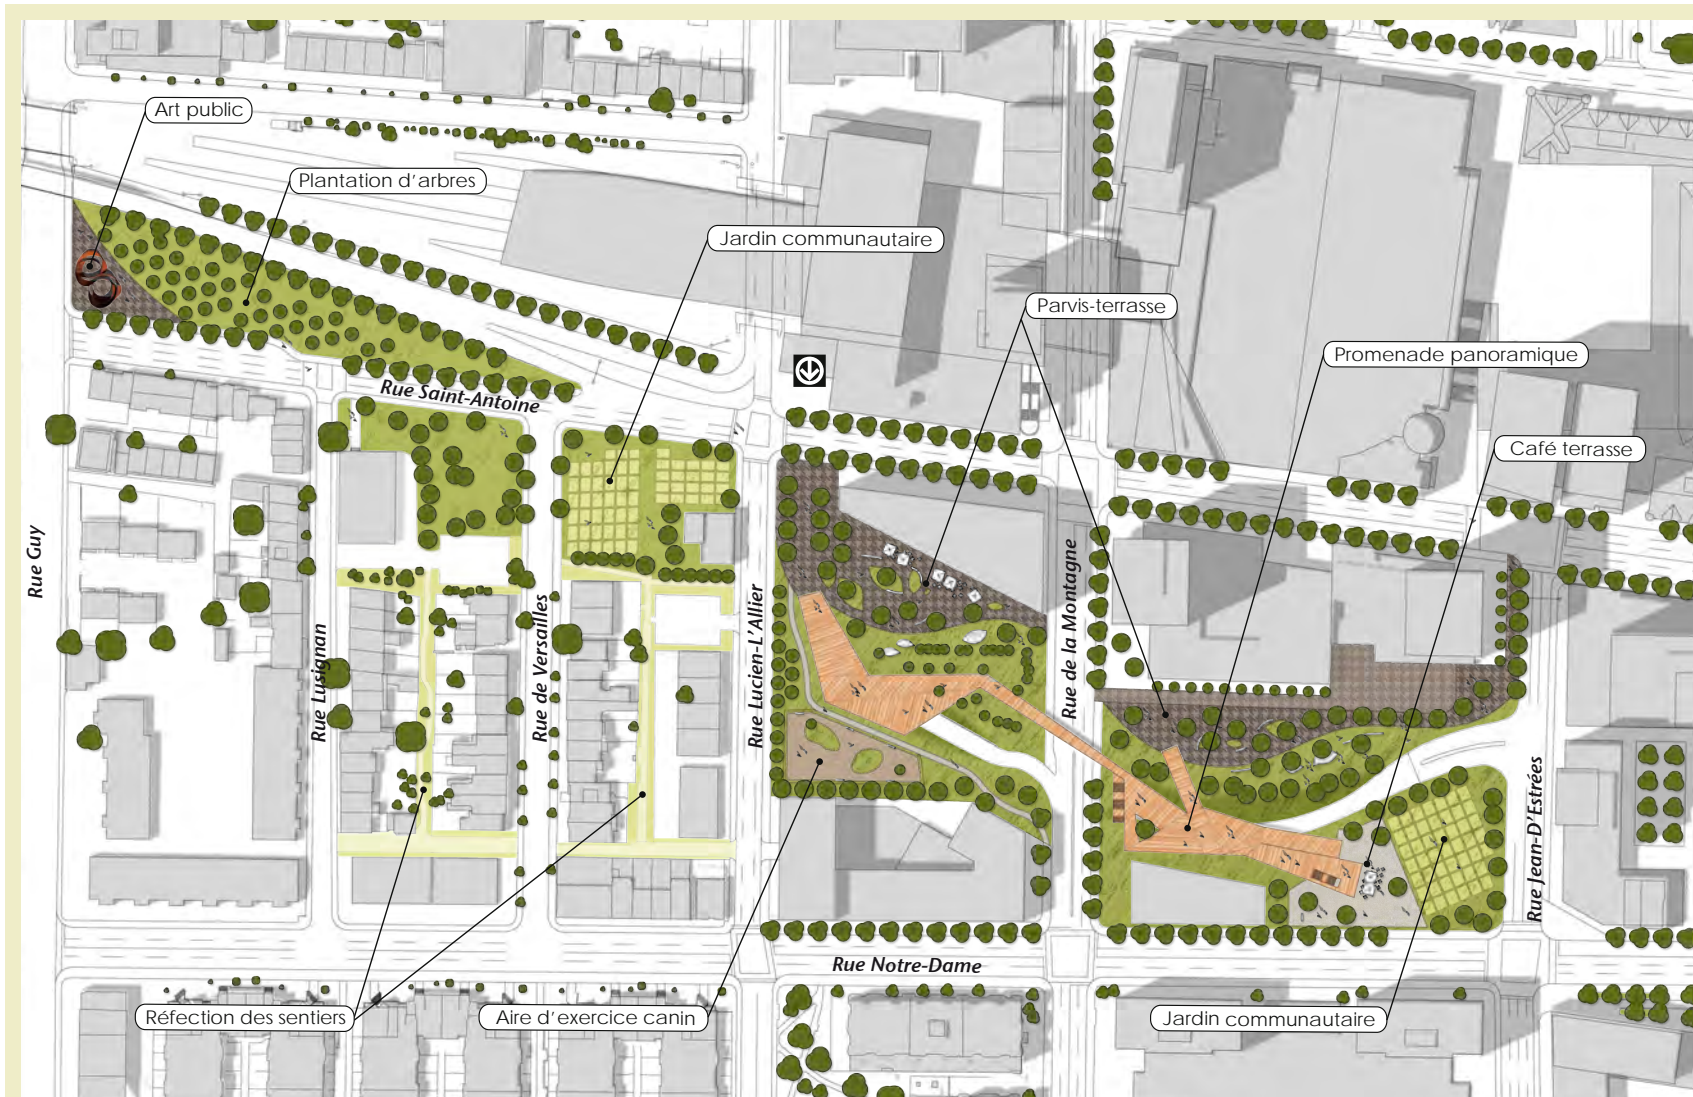 Art public
Plantation d'arbres
Jardin communautaire
Parvis-terrasse
Promenade panoramique
Café terrasse
Rue Saint-Antoine
Rue Guy
Rue Lusignan
Rue de Versailles
Rue Lucien-L'Allier
Rue de la Montagne
Rue Jean-D'Estrées
Rue Notre-Dame
Réfection des sentiers
Aire d'exercice canin
Jardin communautaire